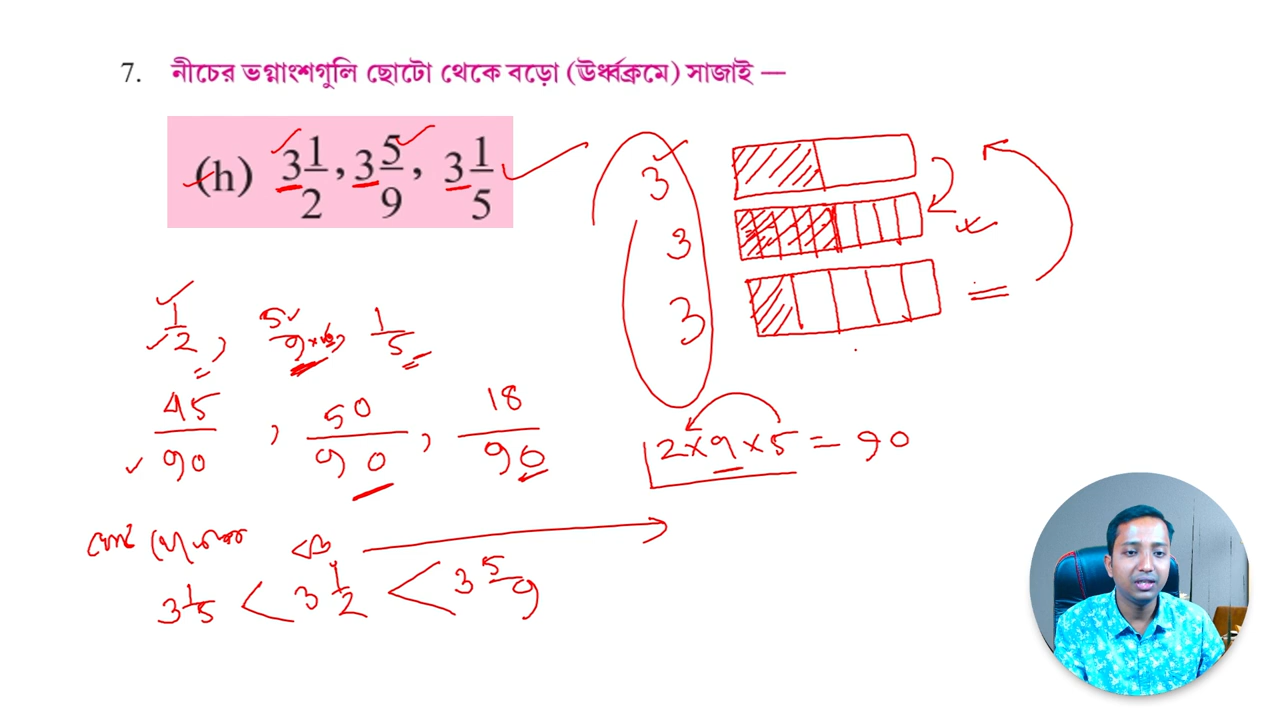 7. নীচের ভগ্নাংশগুলি ছোটো থেকে বড়ো (ঊর্ধ্বক্রমে) সাজাই —
(h) 3 1/2, 3 5/9, 3 1/5
3
3
3
1/2, 5/9, 1/5
45/90, 50/90, 18/90
2×9×5 = 90
3 1/5 < 3 1/2 < 3 5/9